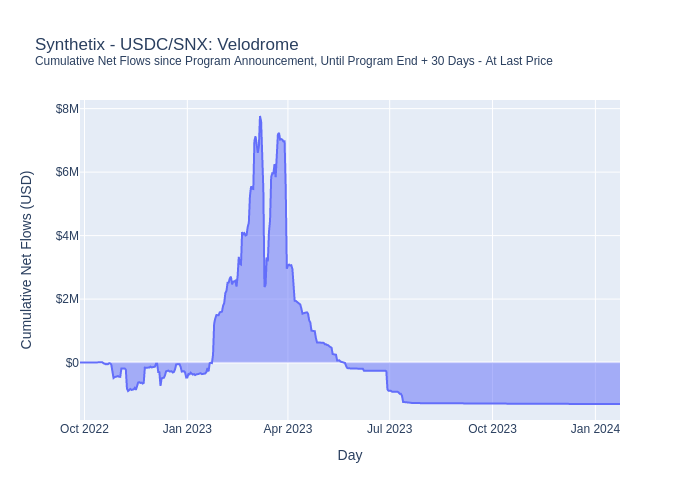 Synthetix - USDC/SNX: Velodrome
Cumulative Net Flows since Program Announcement, Until Program End + 30 Days - At Last Price
Cumulative Net Flows (USD)
$8M
$6M
$4M
$2M
$0
Oct 2022 Jan 2023 Apr 2023 Jul 2023 Oct 2023 Jan 2024
Day